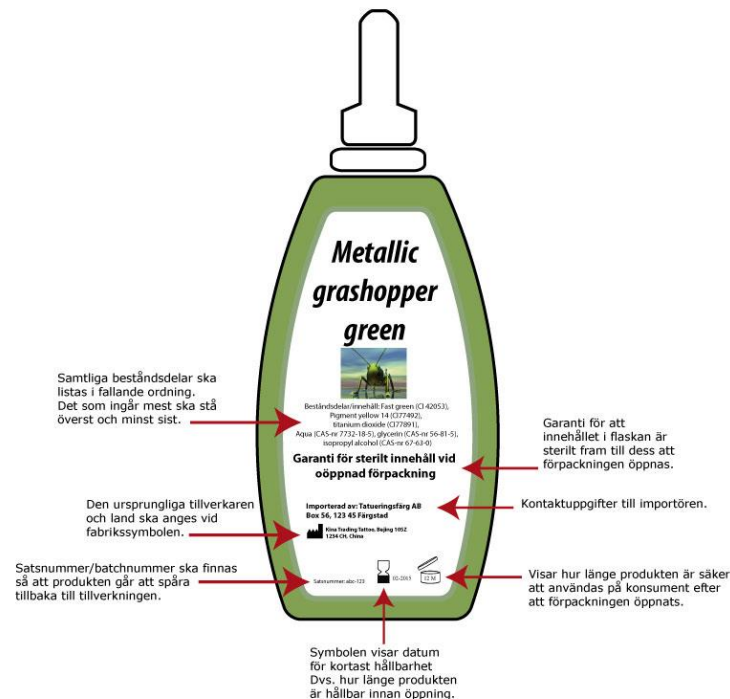 Metallic
grashopper
green
Samtliga beståndsdelar ska
listas i fallande ordning.
Det som ingår mest ska stå
överst och minst sist.
Beståndsdelar/innehåll: Fast green (CI 42053),
Pigment yellow 14 (CI77492),
titanium dioxide (CI77891),
Aqua (CAS-nr 7732-18-5), glycerin (CAS-nr 56-81-5),
isopropyl alcohol (CAS-nr 67-63-0)
Garanti för sterilt innehåll vid
oöppnad förpackning
Garanti för att
innehållet i flaskan är
sterilt fram till dess att
förpackningen öppnas.
Den ursprungliga tillverkaren
och land ska anges vid
fabrikssymbolen.
Importerad av: Tatueringsfärg AB
Box 56, 123 45 Färgstad
Kontaktuppgifter till importören.
Kina Trading Tattoo, Bajing 105Z
1234 CH, China
Satsnummer/batchnummer ska finnas
så att produkten går att spåra
tillbaka till tillverkningen.
Satsnummer: abc-123
02-2015
12 M
Visar hur länge produkten är säker
att användas på konsument efter
att förpackningen öppnats.
Symbolen visar datum
för kortast hållbarhet
Dvs. hur länge produkten
är hållbar innan öppning.